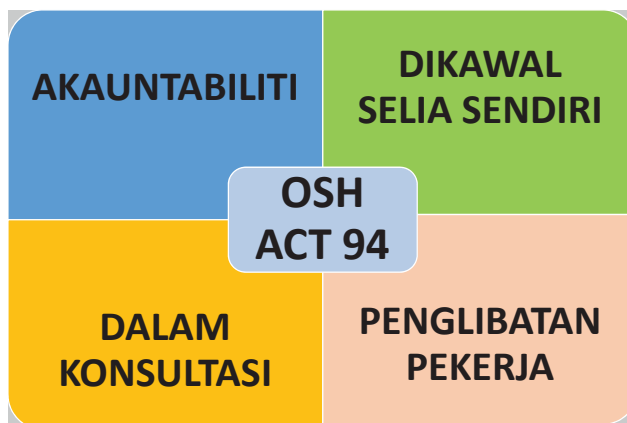 AKAUNTABILITI
DIKAWAL
SELIA SENDIRI
OSH
ACT 94
DALAM
KONSULTASI
PENGLIBATAN
PEKERJA